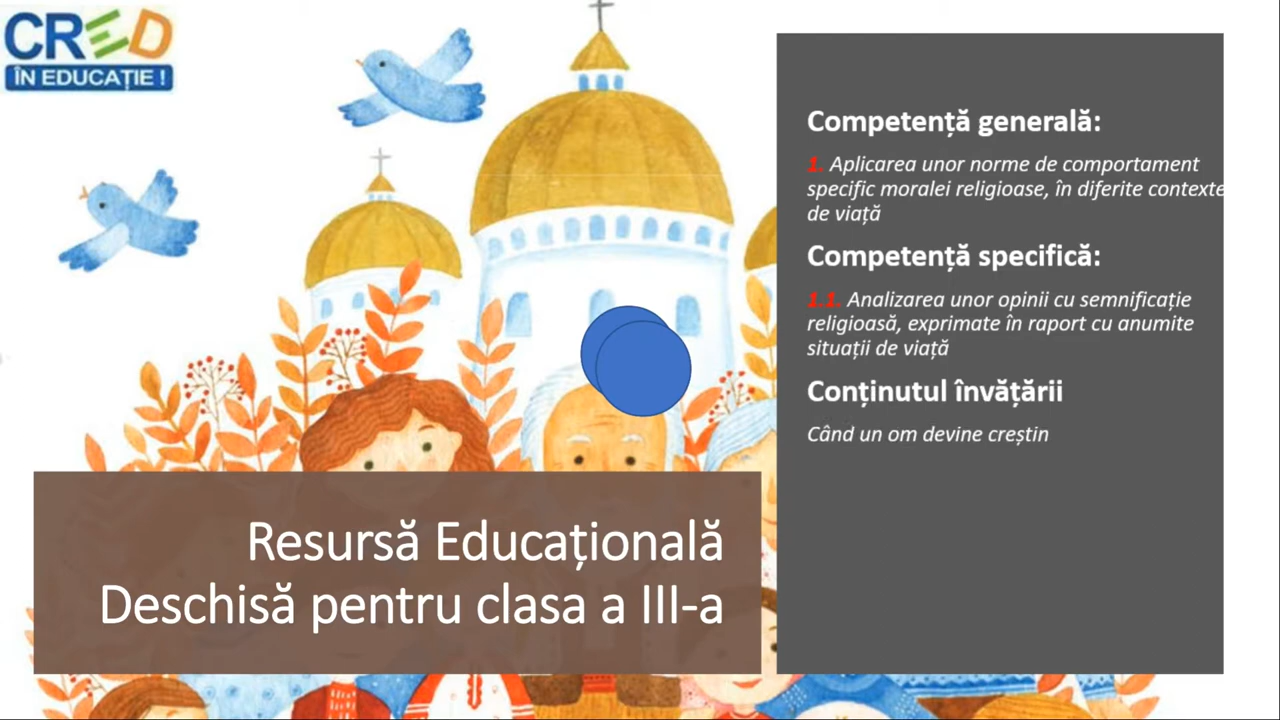 CRED
ÎN EDUCAȚIE !
Competență generală:
1. Aplicarea unor norme de comportament
specific moralei religioase, în diferite contexte
de viață
Competență specifică:
1.1. Analizarea unor opinii cu semnificație
religioasă, exprimate în raport cu anumite
situații de viață
Conținutul învățării
Când un om devine creștin
Resursă Educațională
Deschisă pentru clasa a III-a